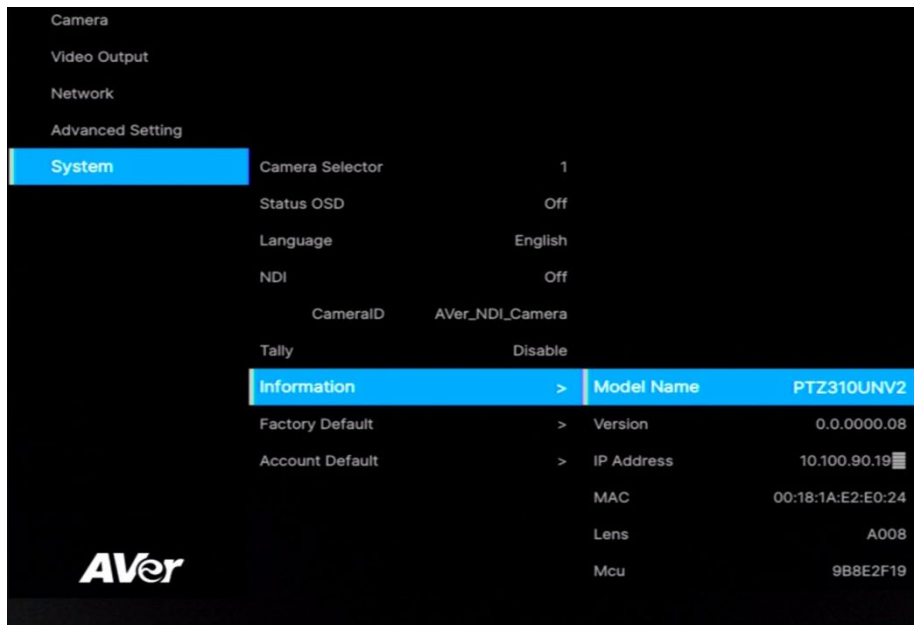 Camera
Video Output
Network
Advanced Setting
System
Camera Selector 1
Status OSD Off
Language English
NDI Off
CameraID AVer_NDI_Camera
Tally Disable
Information > Model Name PTZ310UNV2
Factory Default > Version 0.0.0000.08
Account Default > IP Address 10.100.90.19
MAC 00:18:1A:E2:E0:24
Lens A008
Mcu 9B8E2F19
AVer